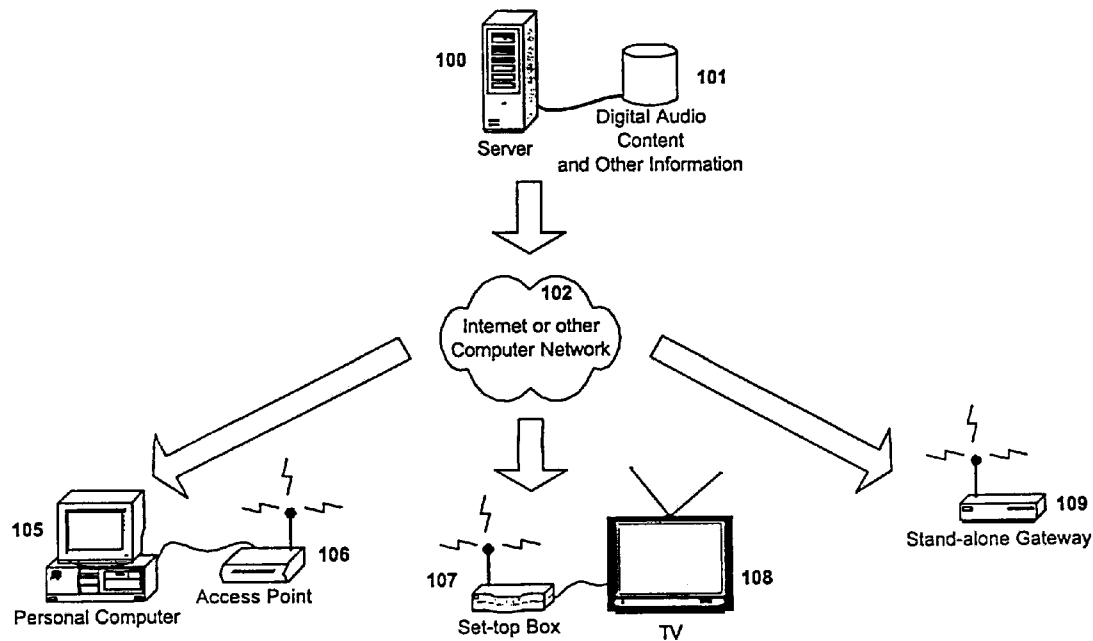 100
101
Server
Digital Audio
Content
and Other Information
102
Internet or other
Computer Network
105
106
107
108
109
Personal Computer
Access Point
Set-top Box
TV
Stand-alone Gateway